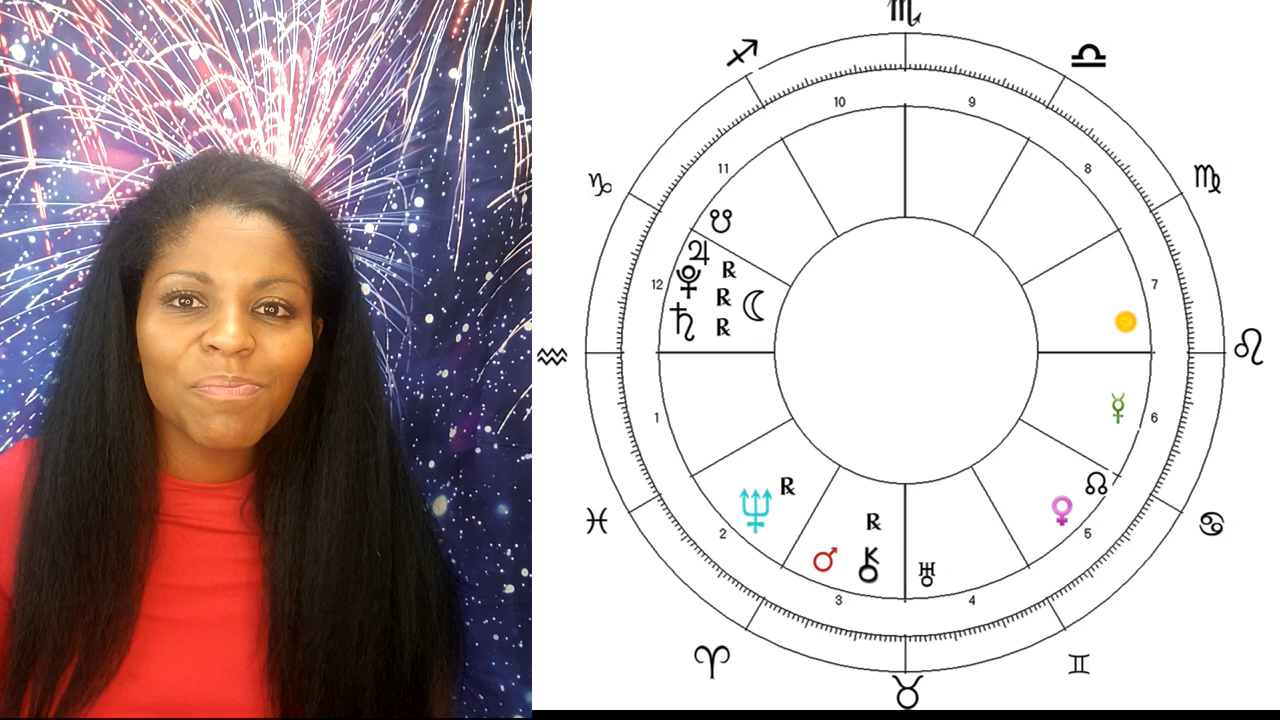 ♏
♐ ♎
10 9
11 8
♑ ♍
☋
♃ ℞
12 ♇ ℞ ☾ 7
♄ ℞
♒ ♌
1 ☿ 6
♆ ℞ ♀ ☊
♓ 2 ℞ 5 ♋
♂ ⚷ ♅
3 4
♈ ♊
♉